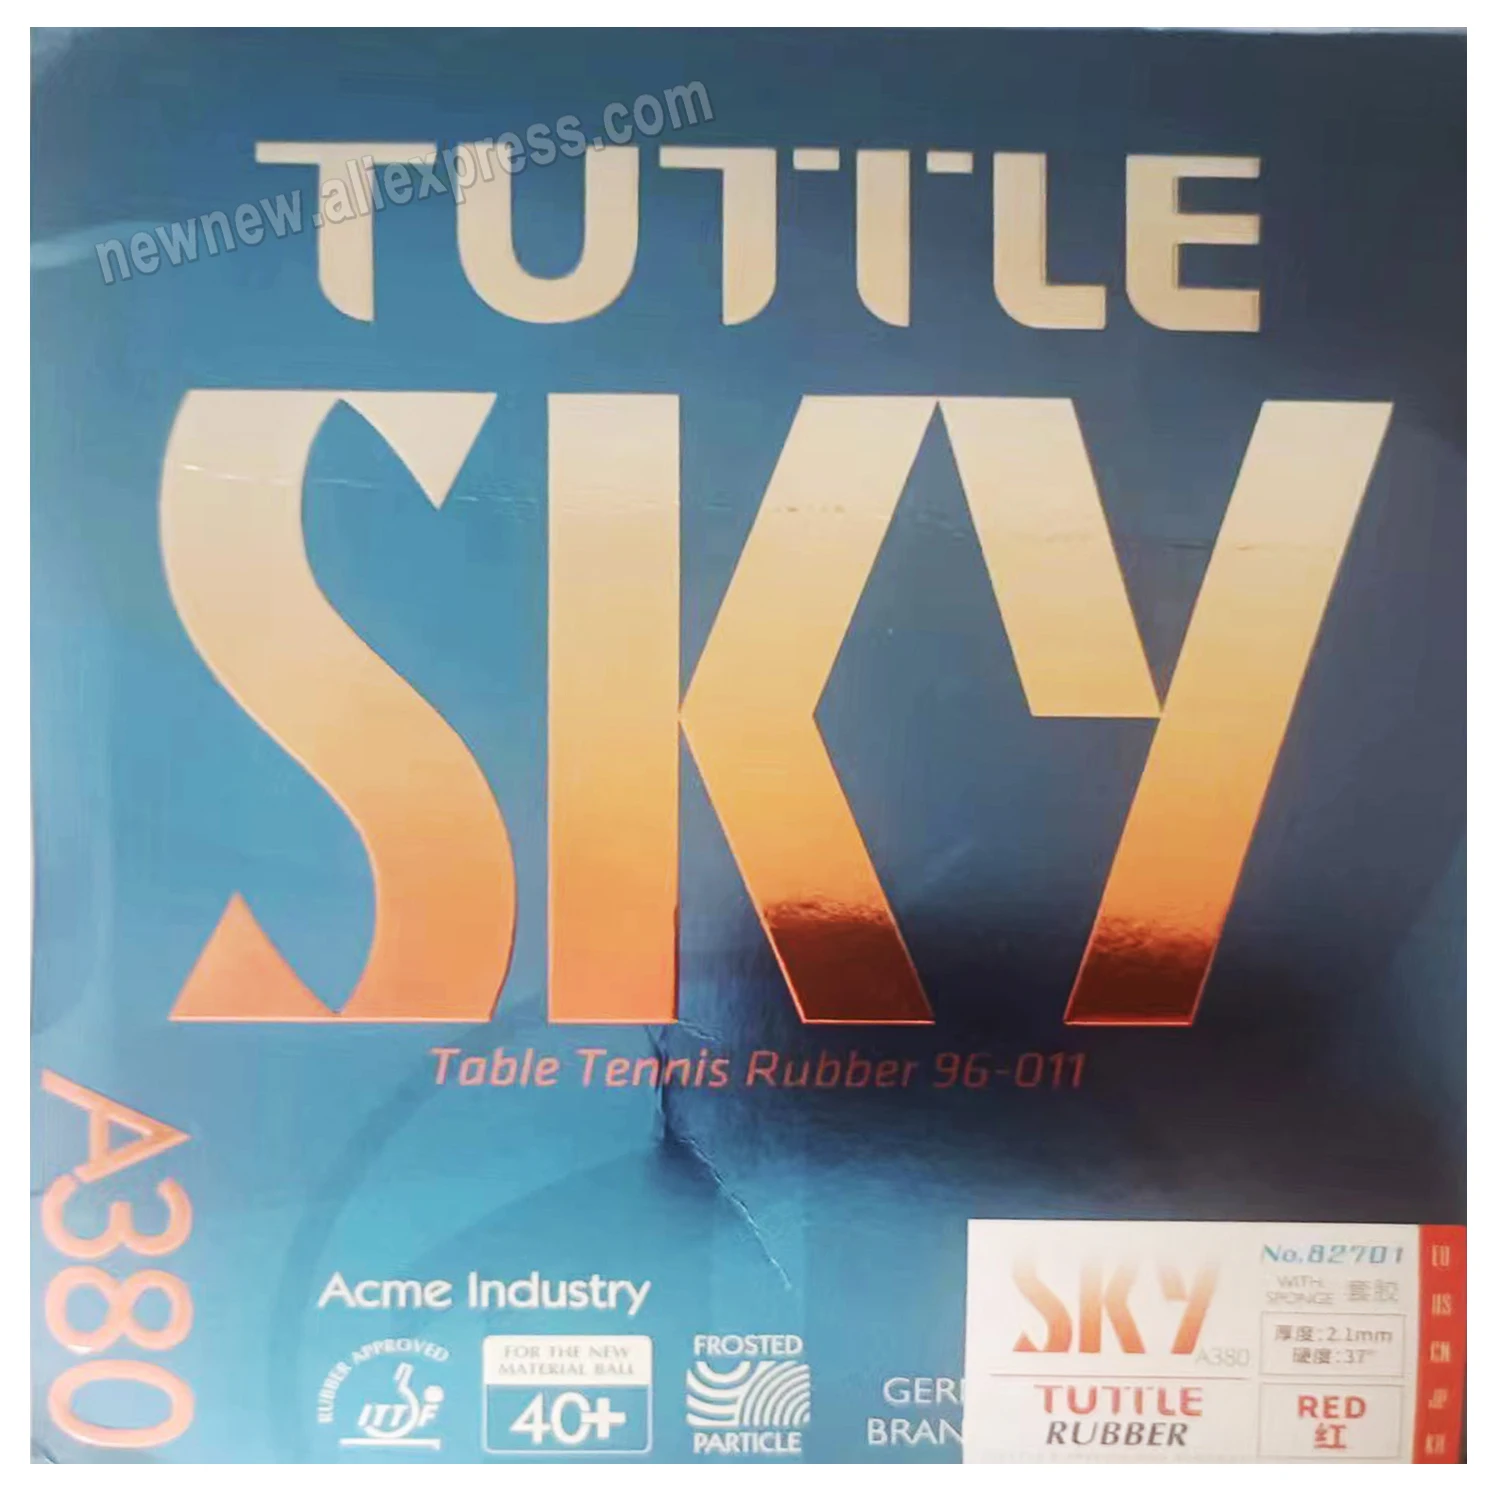 newnew.aliexpress.com
TUTTLE
SKY
Table Tennis Rubber 96-011
A380
Acme Industry
RUBBER APPROVED
ITTF
FOR THE NEW
MATERIAL BALL
40+
FROSTED
PARTICLE
GER
BRAN
SKY
A380
TUTTLE
RUBBER
No.82701
WITH
SPONGE 套胶
厚度:2.1mm
硬度:37°
RED
红
EU
US
CN
JP
KR